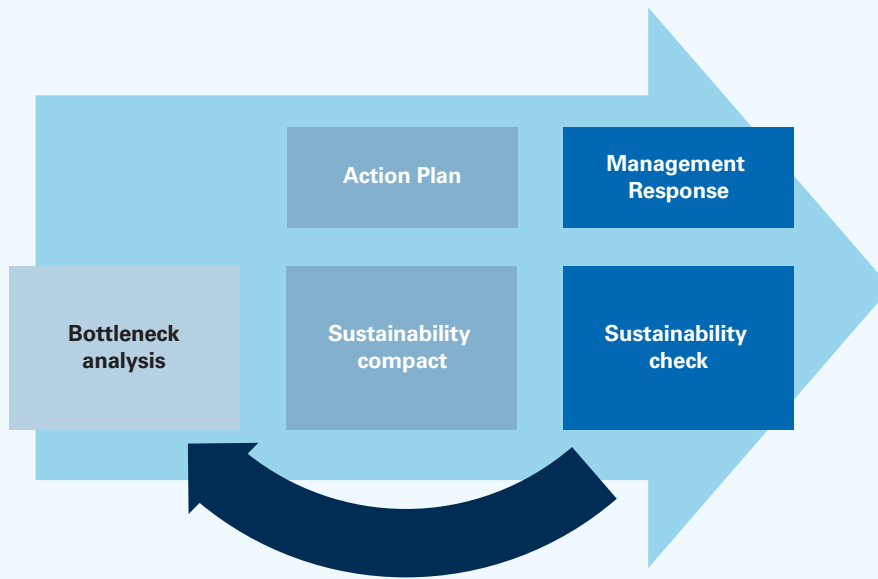 Action Plan
Management
Response
Bottleneck
analysis
Sustainability
compact
Sustainability
check